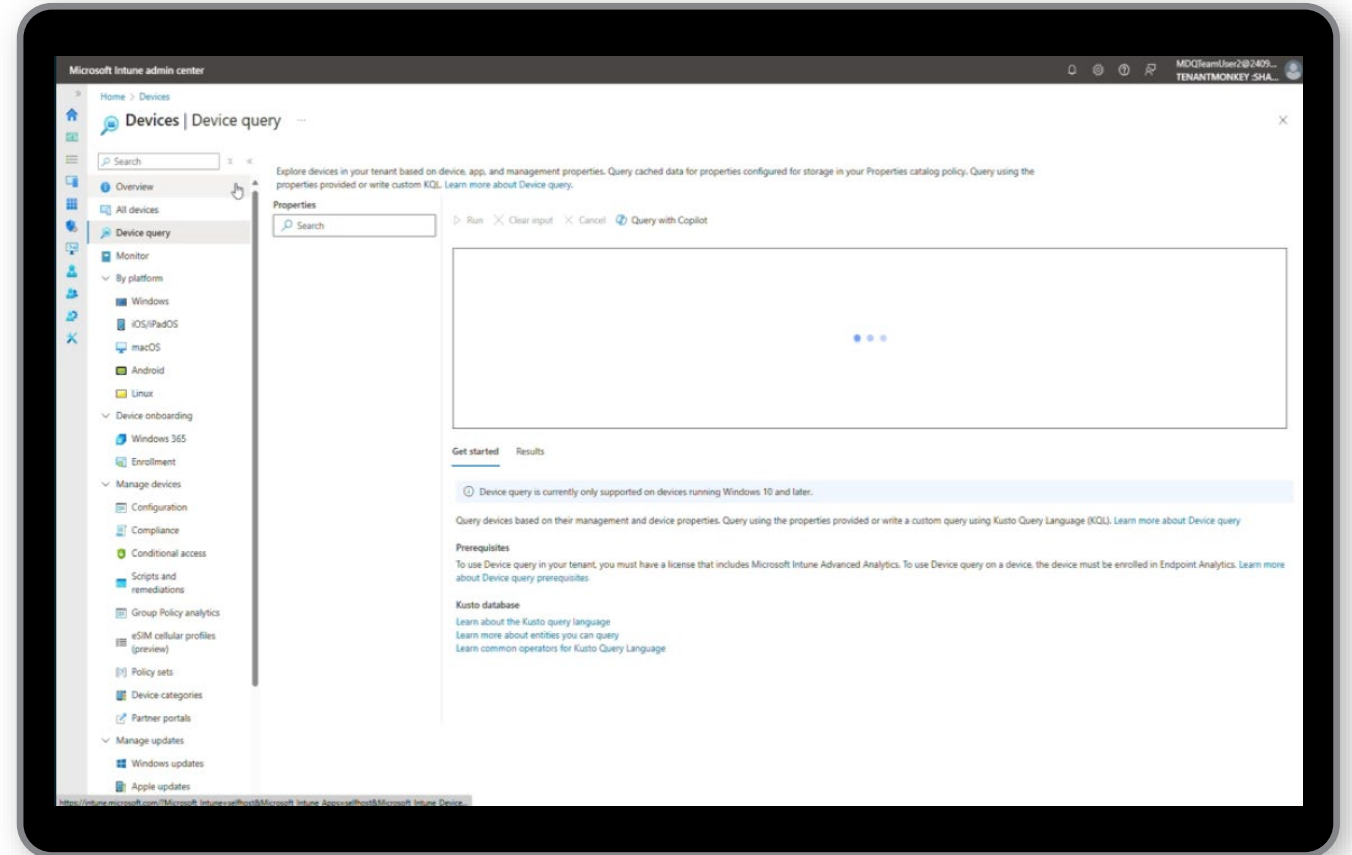 Microsoft Intune admin center
MDQTeamUser2@2409...
TENANTMONKEY :SHA...
Home > Devices
Devices | Device query ...
Search
Overview
All devices
Device query
Monitor
By platform
Windows
iOS/iPadOS
macOS
Android
Linux
Device onboarding
Windows 365
Enrollment
Manage devices
Configuration
Compliance
Conditional access
Scripts and
remediations
Group Policy analytics
eSIM cellular profiles
(preview)
Policy sets
Device categories
Partner portals
Manage updates
Windows updates
Apple updates
https://intune.microsoft.com/?Microsoft_Intune=selfhost&Microsoft_Intune_Apps=selfhost&Microsoft_Intune_Device...
Explore devices in your tenant based on device, app, and management properties. Query cached data for properties configured for storage in your Properties catalog policy. Query using the
properties provided or write custom KQL. Learn more about Device query.
Properties
Search
Run Clear input Cancel Query with Copilot
Get started Results
Device query is currently only supported on devices running Windows 10 and later.
Query devices based on their management and device properties. Query using the properties provided or write a custom query using Kusto Query Language (KQL). Learn more about Device query
Prerequisites
To use Device query in your tenant, you must have a license that includes Microsoft Intune Advanced Analytics. To use Device query on a device, the device must be enrolled in Endpoint Analytics. Learn more
about Device query prerequisites
Kusto database
Learn about the Kusto query language
Learn more about entities you can query
Learn common operators for Kusto Query Language